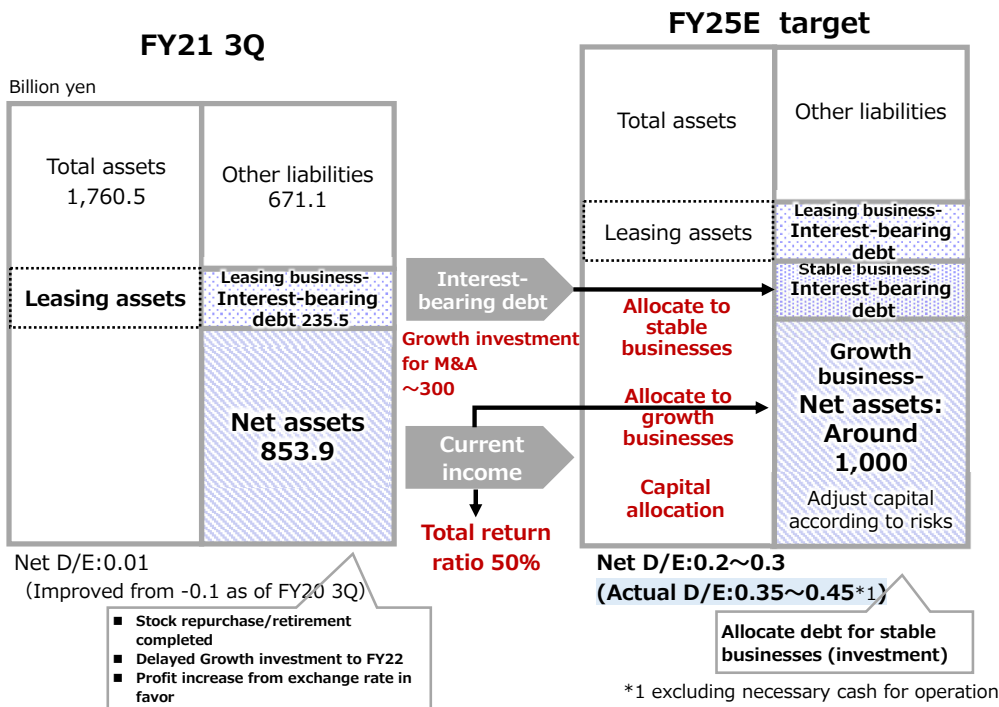 FY21 3Q
Billion yen
Total assets
1,760.5
Other liabilities
671.1
Leasing assets
Leasing business-
Interest-bearing
debt 235.5
Net assets
853.9
Net D/E:0.01
（Improved from -0.1 as of FY20 3Q）
■ Stock repurchase/retirement
completed
■ Delayed Growth investment to FY22
■ Profit increase from exchange rate in
favor
Interest-
bearing debt
Growth investment
for M&A
～300
Current
income
Total return
ratio 50%
FY25E target
Total assets
Other liabilities
Leasing assets
Leasing business-
Interest-bearing
debt
Stable business-
Interest-bearing
debt
Allocate to
stable
businesses
Allocate to
growth
businesses
Capital
allocation
Growth
business-
Net assets:
Around
1,000
Adjust capital
according to risks
Net D/E:0.2～0.3
(Actual D/E:0.35～0.45*1)
Allocate debt for stable
businesses (investment)
*1 excluding necessary cash for operation